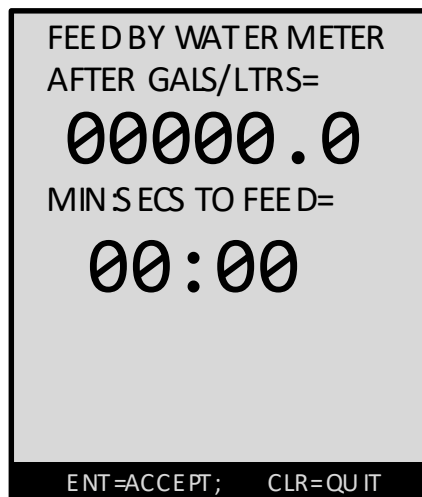 FEED BY WATER METER
AFTER GALS/LTRS=
00000.0
MIN:SECS TO FEED=
00:00
ENT=ACCEPT; CLR=QUIT